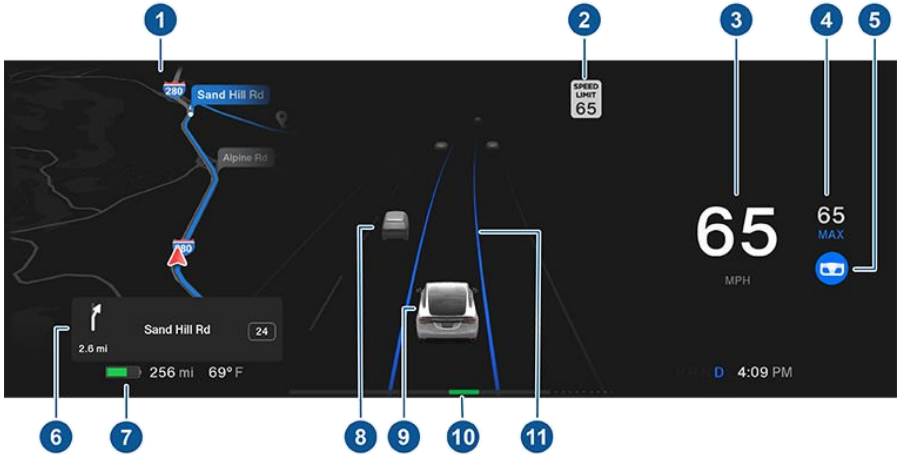 1
2
3
4
5
280
Sand Hill Rd
SPEED
LIMIT
65
Alpine Rd
65
MPH
65
MAX
8
11
280
Sand Hill Rd
24
2.6 mi
256 mi 69° F
P R N D 4:09 PM
6
7
8
9
10
11